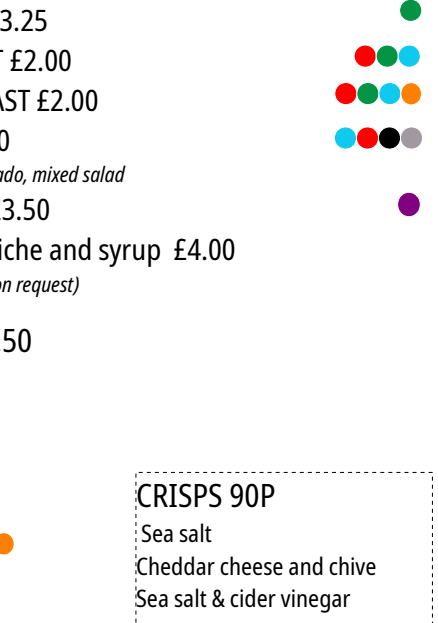 3.25
T £2.00
AST £2.00
0
ado, mixed salad
£3.50
iche and syrup £4.00
on request)
.50
CRISPS 90P
Sea salt
Cheddar cheese and chive
Sea salt & cider vinegar